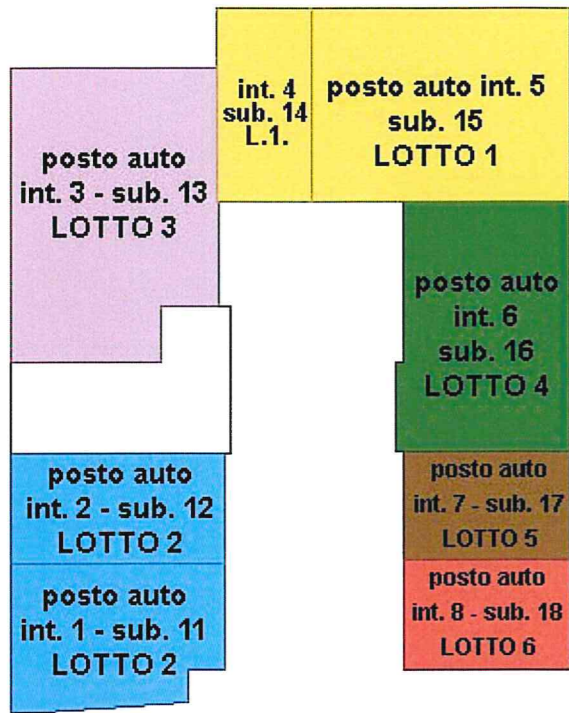 int. 4
sub. 14
L.1.
posto auto int. 5
sub. 15
LOTTO 1
posto auto
int. 3 - sub. 13
LOTTO 3
posto auto
int. 6
sub. 16
LOTTO 4
posto auto
int. 2 - sub. 12
LOTTO 2
posto auto
int. 7 - sub. 17
LOTTO 5
posto auto
int. 1 - sub. 11
LOTTO 2
posto auto
int. 8 - sub. 18
LOTTO 6